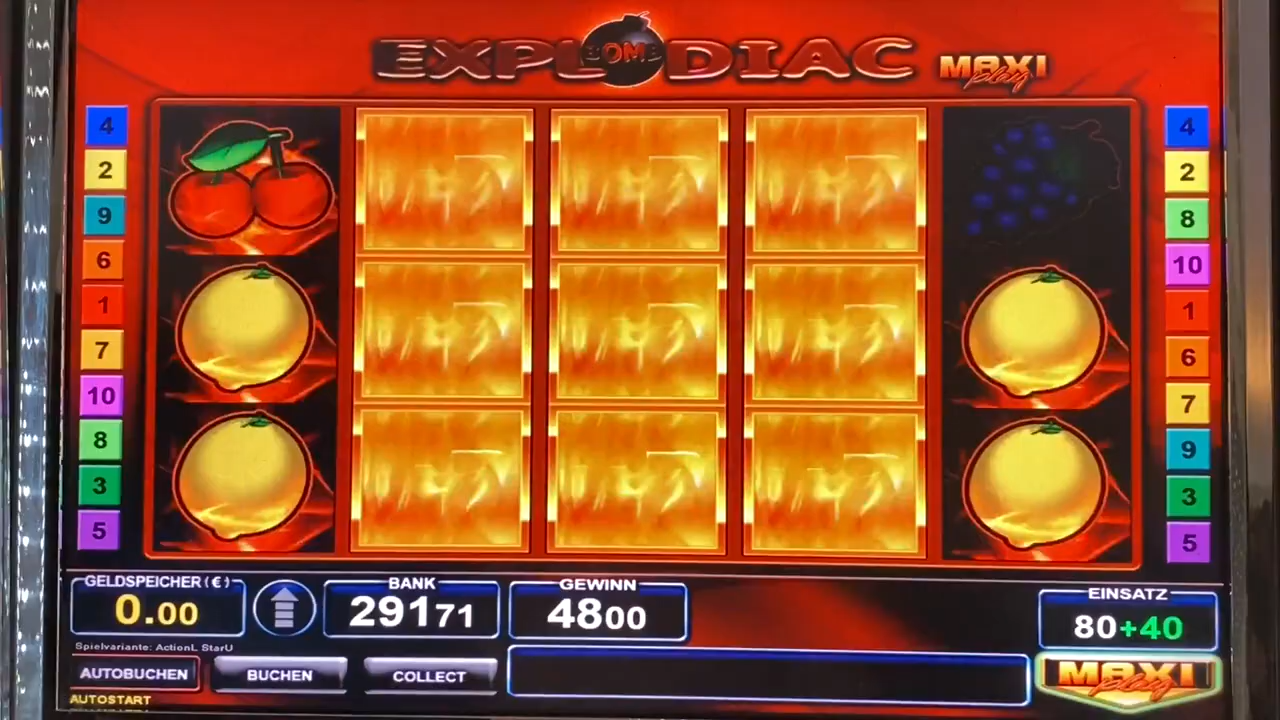 EXPLODIAC
BOMB
MAXI
play
4
2
9
6
1
7
10
8
3
5
4
2
8
10
1
6
7
9
3
5
GELDSPEICHER (€)
0.00
BANK
29171
GEWINN
4800
EINSATZ
80+40
Spielvariante: ActionL StarU
AUTOBUCHEN
BUCHEN
COLLECT
MAXI
play
AUTOSTART